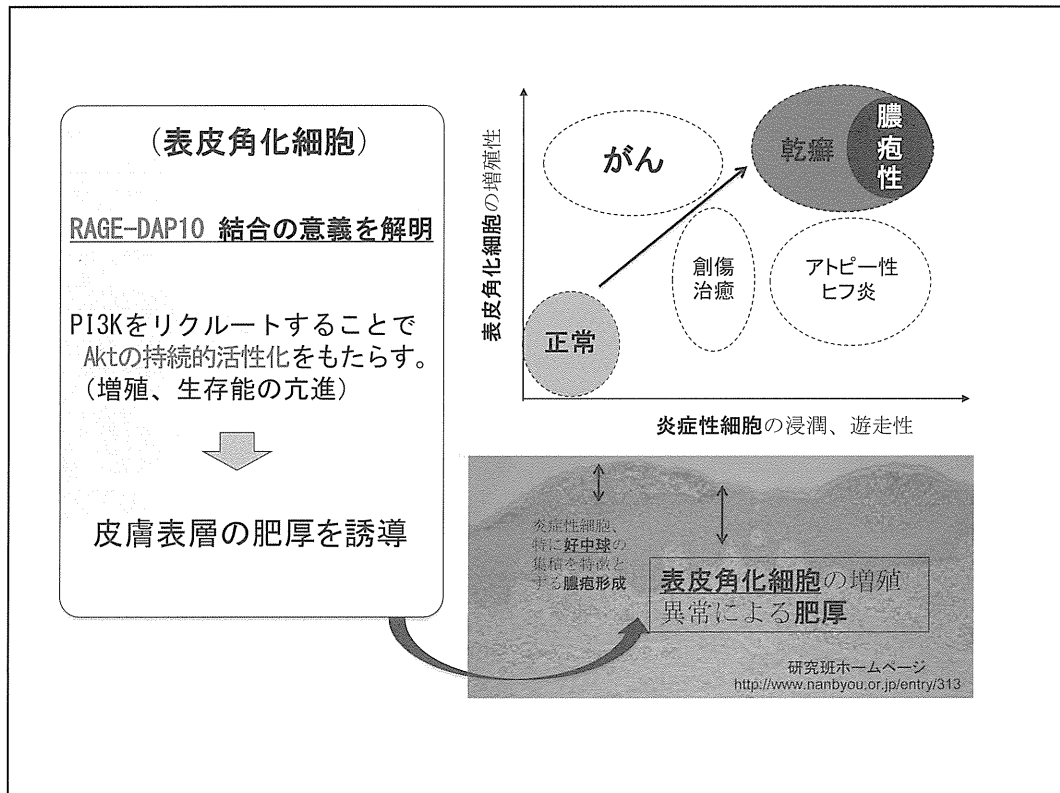 (表皮角化細胞)
RAGE-DAP10 結合の意義を解明
PI3Kをリクルートすることで
Aktの持続的活性化をもたらす。
(増殖、生存能の亢進)
皮膚表層の肥厚を誘導
表皮角化細胞の増殖性
がん
乾癬
膿疱性
創傷
治癒
アトピー性
ヒフ炎
正常
炎症性細胞の浸潤、遊走性
炎症性細胞、
特に好中球の
集積を特徴と
する膿疱形成
表皮角化細胞の増殖
異常による肥厚
研究班ホームページ
http://www.nanbyou.or.jp/entry/313